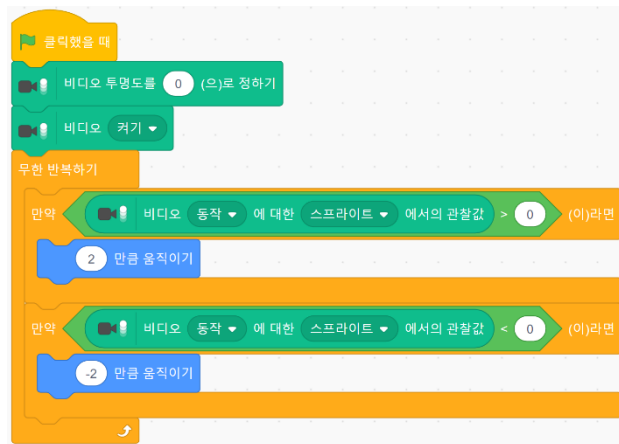 클릭했을 때
비디오 투명도를 0 (으)로 정하기
비디오 켜기
무한 반복하기
만약 비디오 동작 에 대한 스프라이트 에서의 관찰값 > 0 (이)라면
2 만큼 움직이기
만약 비디오 동작 에 대한 스프라이트 에서의 관찰값 < 0 (이)라면
-2 만큼 움직이기